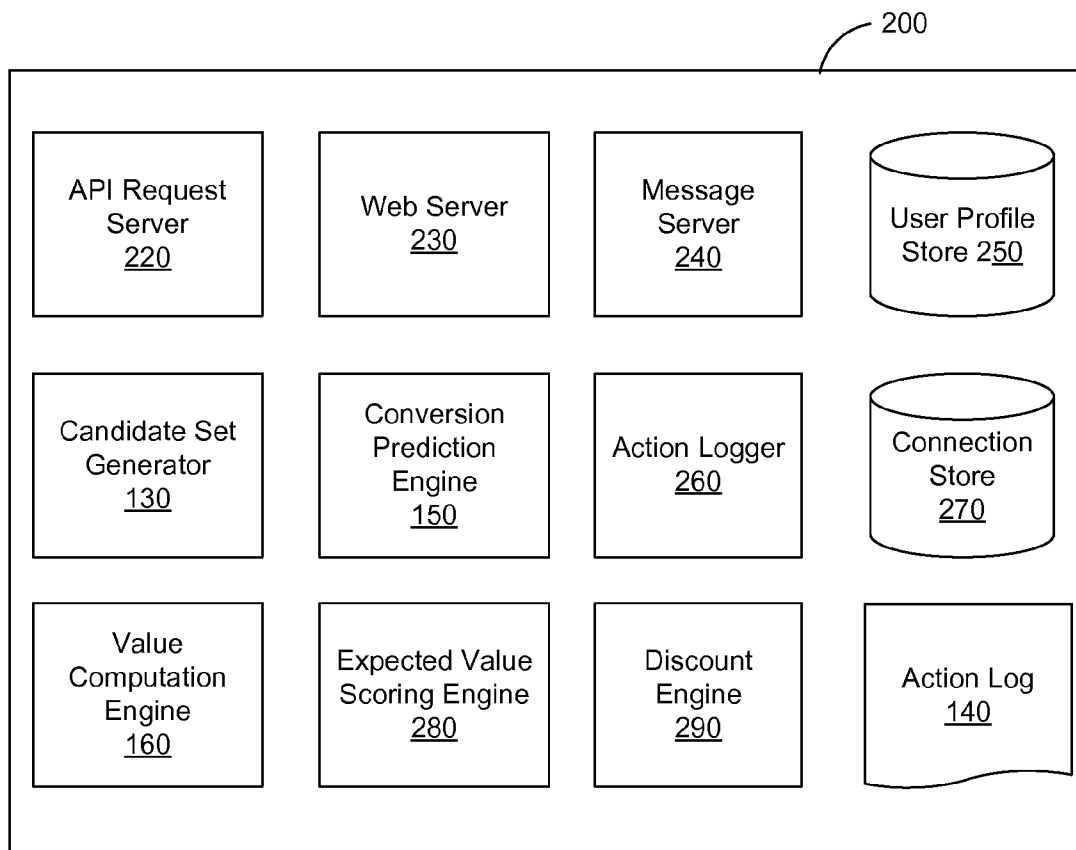 200
API Request
Server
220
Web Server
230
Message
Server
240
User Profile
Store 250
Candidate Set
Generator
130
Conversion
Prediction
Engine
150
Action Logger
260
Connection
Store
270
Value
Computation
Engine
160
Expected Value
Scoring Engine
280
Discount
Engine
290
Action Log
140